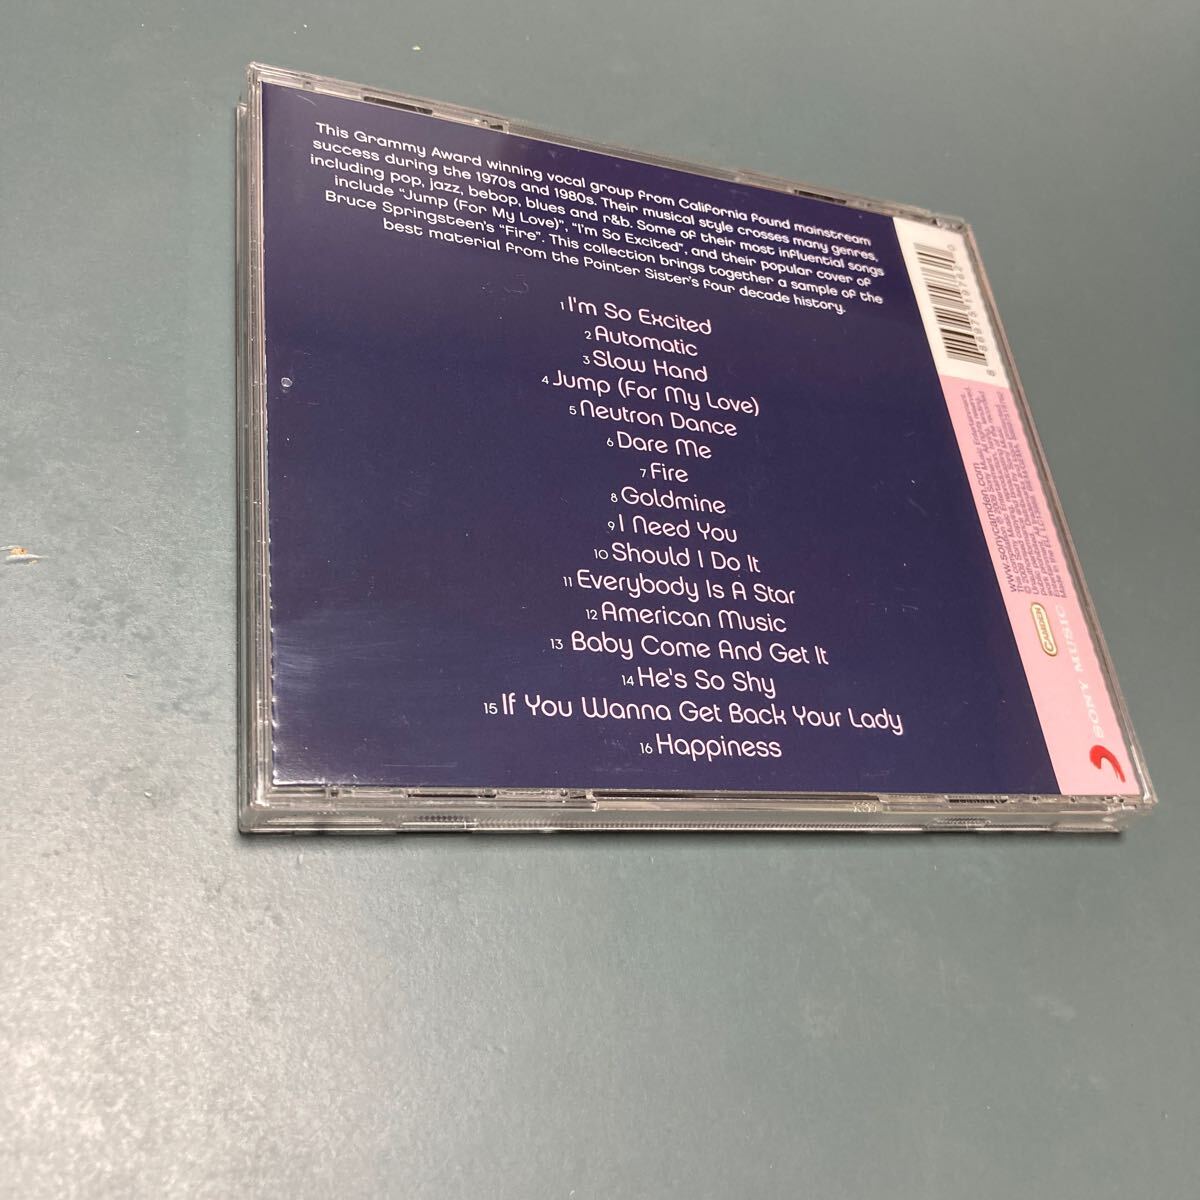 This Grammy Award winning vocal group from California found mainstream
success during the 1970s and 1980s. Their musical style crosses many genres,
including pop, jazz, bebop, blues and r&b. Some of their most influential songs
include "Jump (For My Love)", "I'm So Excited", and their popular cover of
Bruce Springsteen's "Fire". This collection brings together a sample of the
best material from the Pointer Sister's four decade history.
1 I'm So Excited
2 Automatic
3 Slow Hand
4 Jump (For My Love)
5 Neutron Dance
6 Dare Me
7 Fire
8 Goldmine
9 I Need You
10 Should I Do It
11 Everybody Is A Star
12 American Music
13 Baby Come And Get It
14 He's So Shy
15 If You Wanna Get Back Your Lady
16 Happiness
www.sonycamden.com
CAMDEN
SONY MUSIC